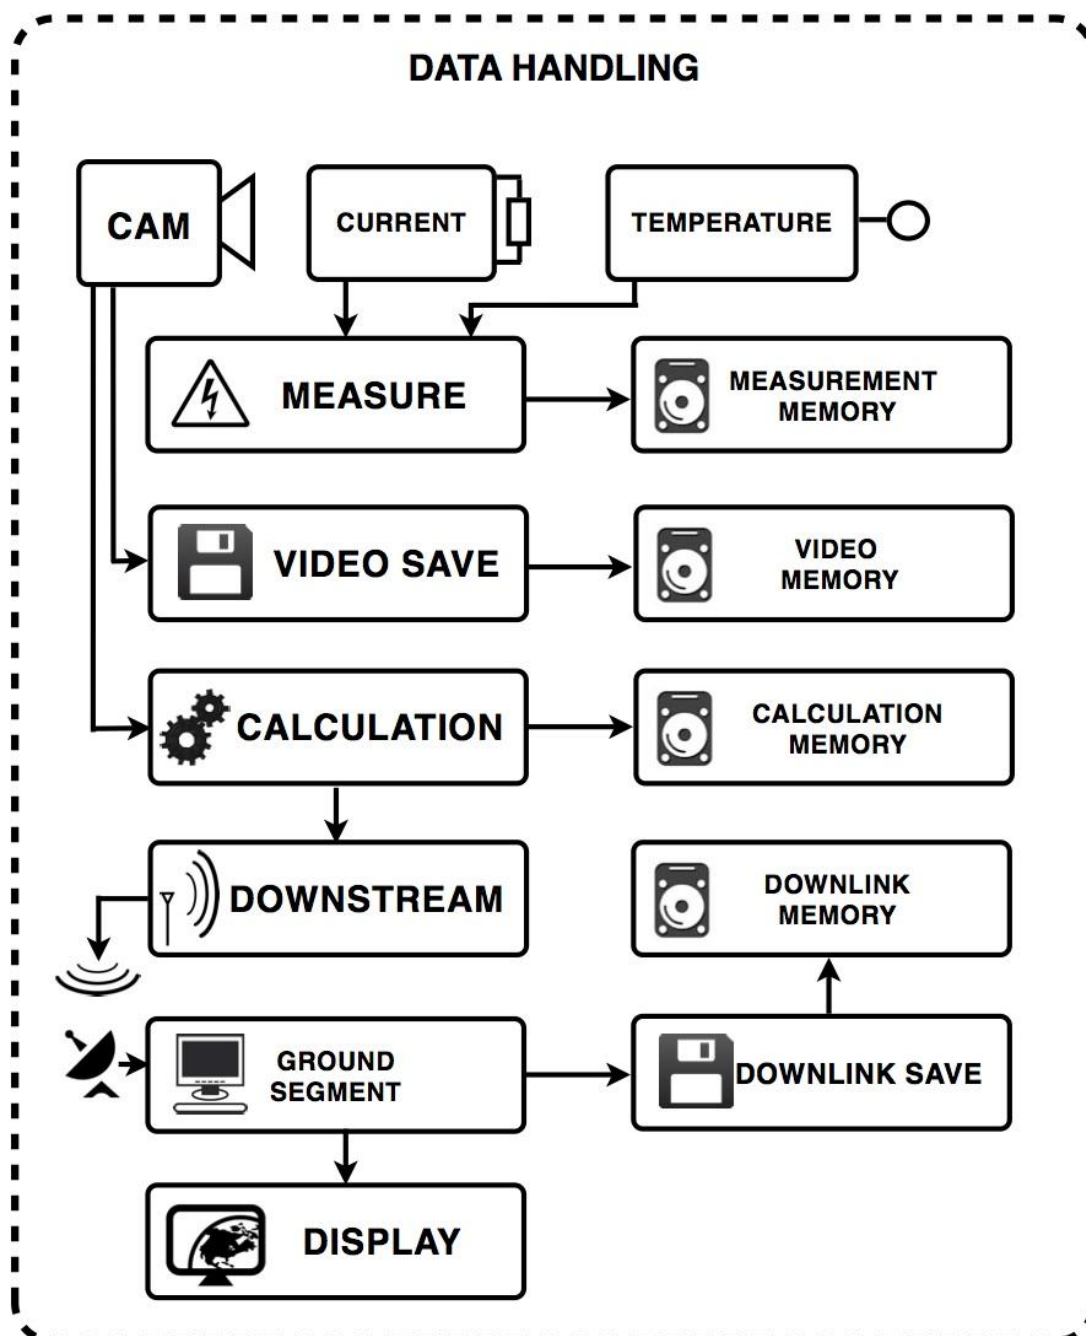 DATA HANDLING
CAM
CURRENT
TEMPERATURE
MEASURE
MEASUREMENT
MEMORY
VIDEO SAVE
VIDEO
MEMORY
CALCULATION
CALCULATION
MEMORY
DOWNSTREAM
DOWNLINK
MEMORY
GROUND
SEGMENT
DOWNLINK SAVE
DISPLAY